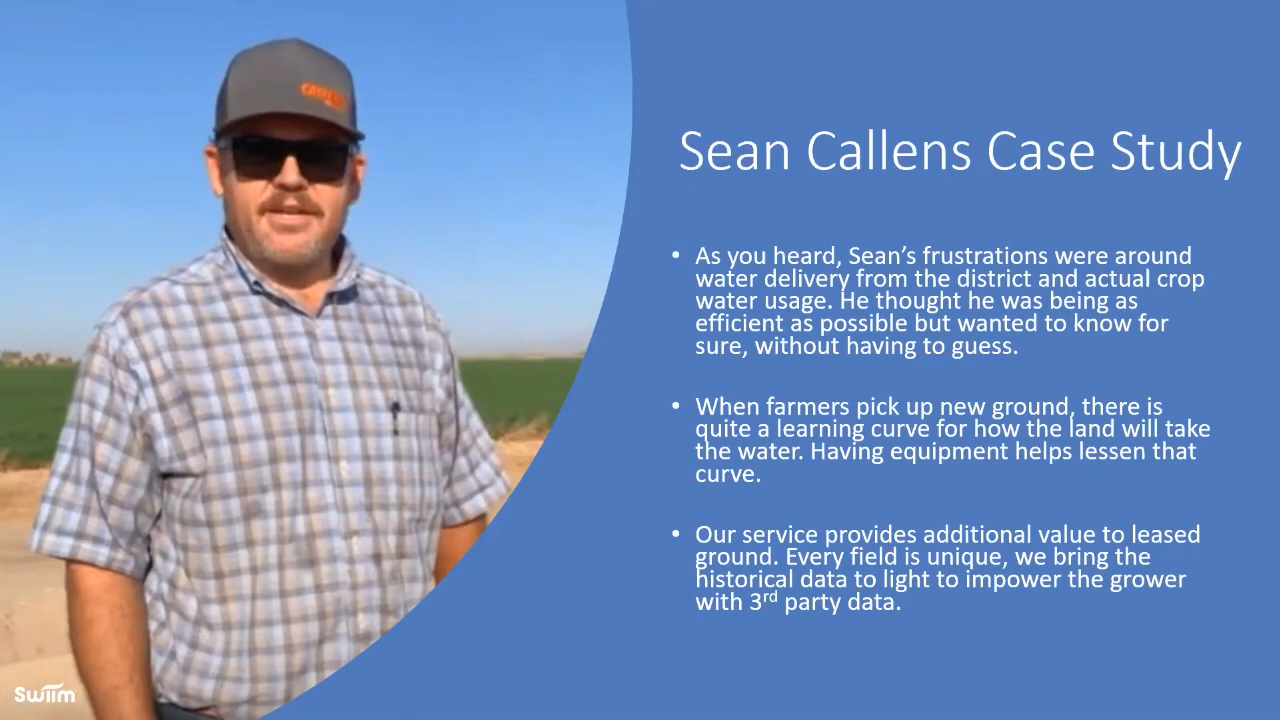 Sean Callens Case Study
• As you heard, Sean’s frustrations were around
water delivery from the district and actual crop
water usage. He thought he was being as
efficient as possible but wanted to know for
sure, without having to guess.
• When farmers pick up new ground, there is
quite a learning curve for how the land will take
the water. Having equipment helps lessen that
curve.
• Our service provides additional value to leased
ground. Every field is unique, we bring the
historical data to light to impower the grower
with 3rd party data.
Swiim